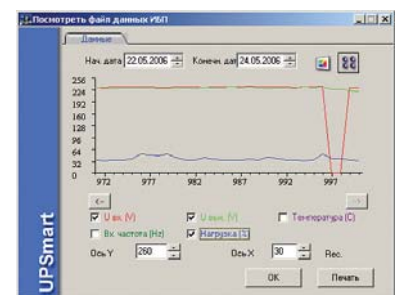 Посмотреть файл данных ИБП
Данные
Нач. дата 22.05.2006 Конечн. дат 24.05.2006
256
224
192
160
128
96
64
32
0
972 977 982 987 992 997
<- ->
U вх. (V) U вых. (V) Температура (C)
Вх. частота (Hz) Нагрузка (%)
Ось Y 260 Ось X 30 Rec.
OK Печать
UPSmart